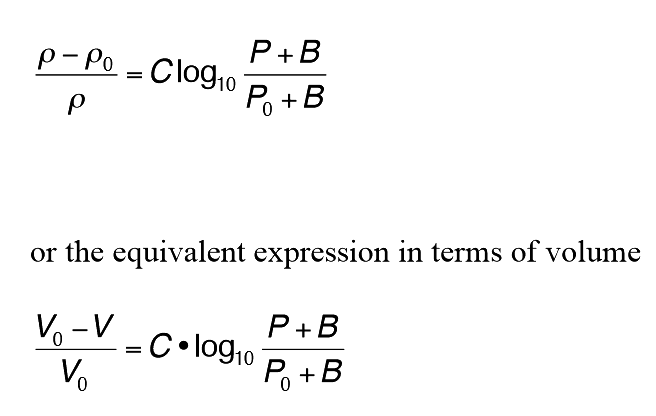 (ρ − ρ₀)/ρ = C log₁₀ (P + B)/(P₀ + B)
or the equivalent expression in terms of volume
(V₀ − V)/V₀ = C • log₁₀ (P + B)/(P₀ + B)